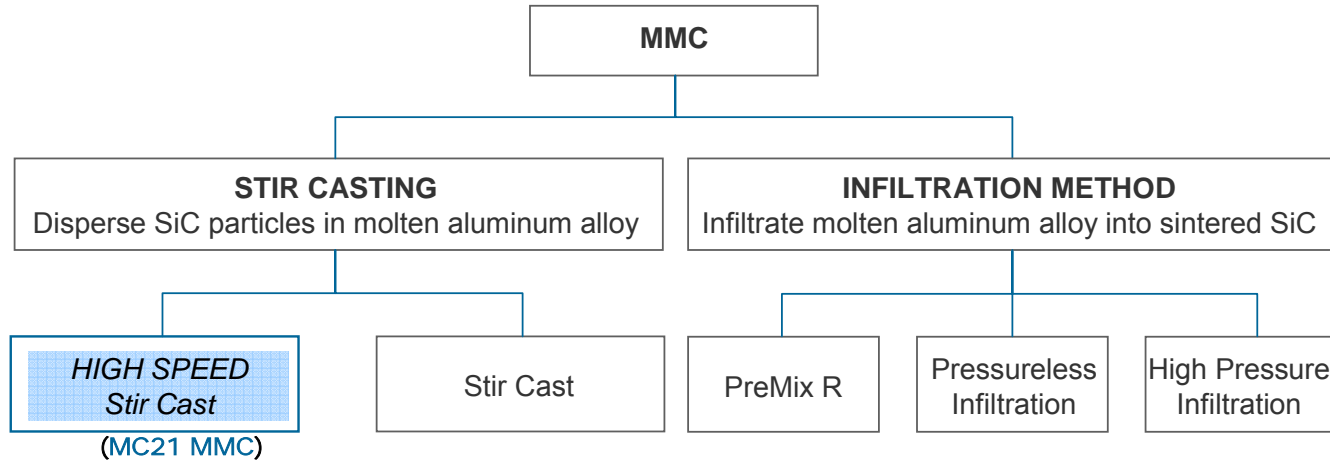 MMC
STIR CASTING
Disperse SiC particles in molten aluminum alloy
INFILTRATION METHOD
Infiltrate molten aluminum alloy into sintered SiC
HIGH SPEED
Stir Cast
(MC21 MMC)
Stir Cast
PreMix R
Pressureless
Infiltration
High Pressure
Infiltration